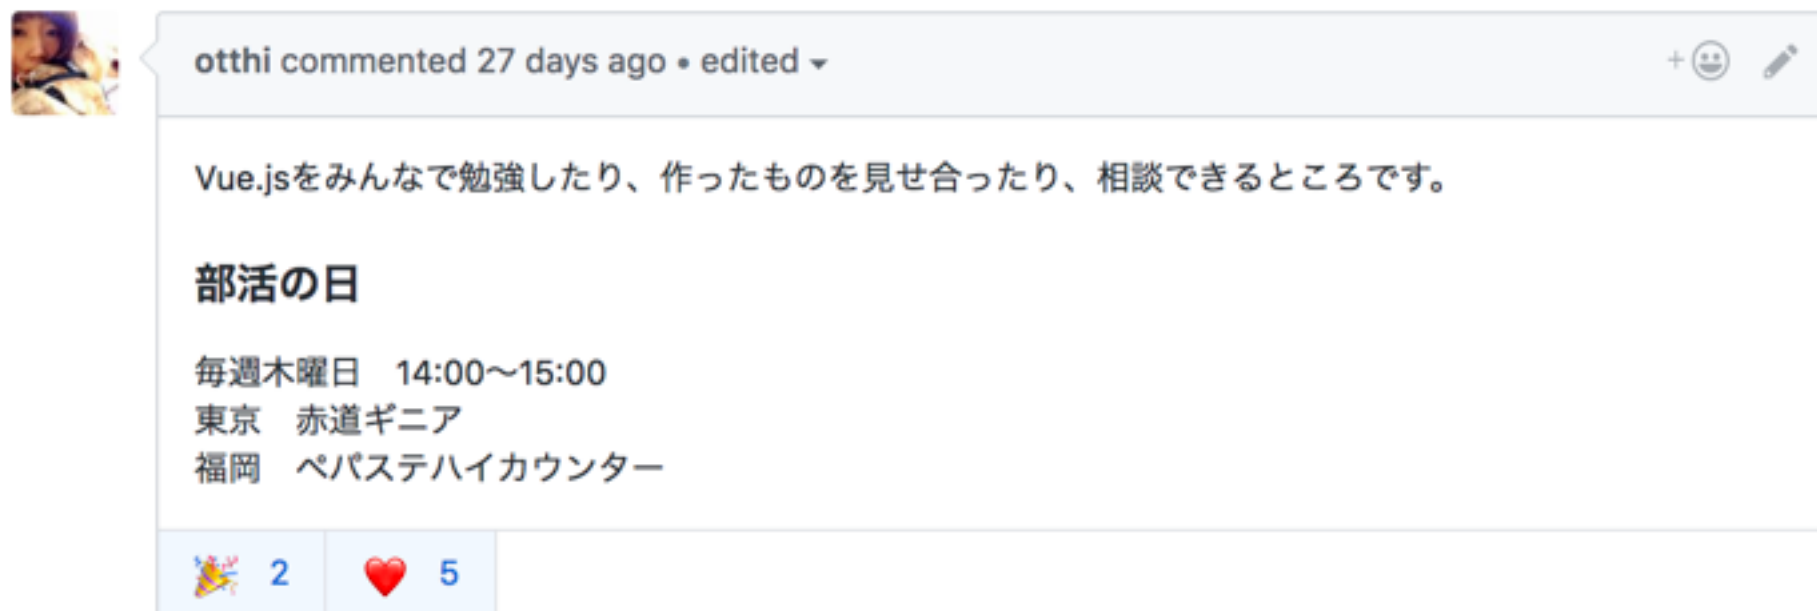 otthi commented 27 days ago • edited
Vue.jsをみんなで勉強したり、作ったものを見せ合ったり、相談できるところです。
部活の日
毎週木曜日　14:00〜15:00
東京　赤道ギニア
福岡　ペパステハイカウンター
🎉 2 ❤️ 5